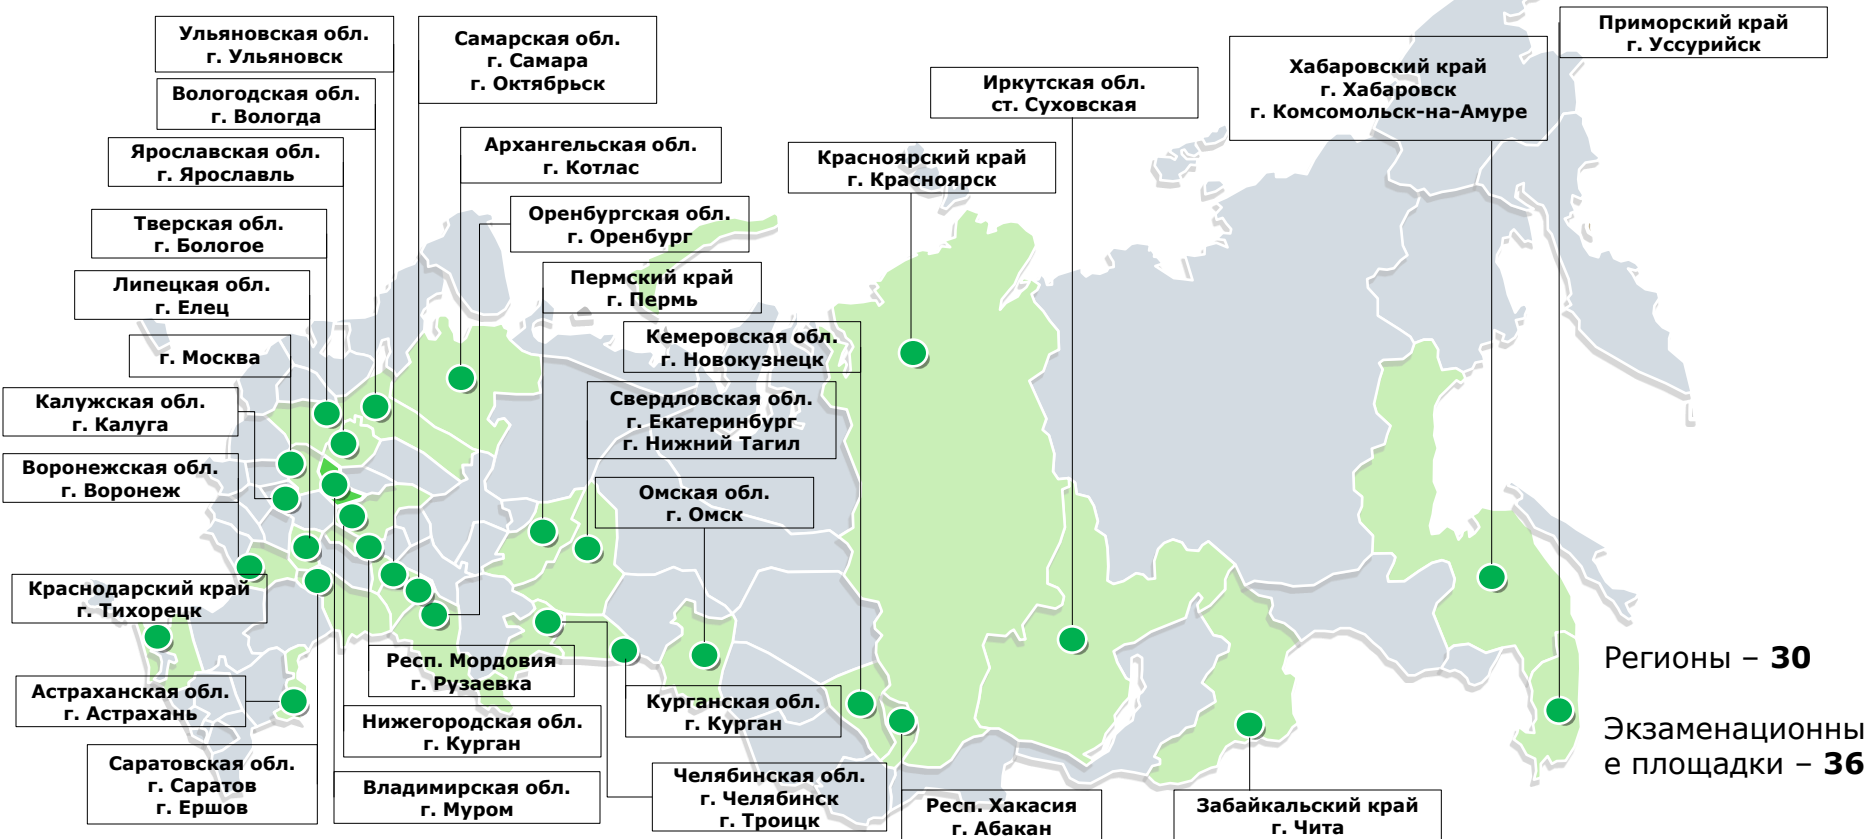 Ульяновская обл.
г. Ульяновск
Самарская обл.
г. Самара
г. Октябрьск
Приморский край
г. Уссурийск
Хабаровский край
г. Хабаровск
г. Комсомольск-на-Амуре
Иркутская обл.
ст. Суховская
Вологодская обл.
г. Вологда
Ярославская обл.
г. Ярославль
Архангельская обл.
г. Котлас
Красноярский край
г. Красноярск
Тверская обл.
г. Бологое
Оренбургская обл.
г. Оренбург
Липецкая обл.
г. Елец
Пермский край
г. Пермь
г. Москва
Кемеровская обл.
г. Новокузнецк
Калужская обл.
г. Калуга
Свердловская обл.
г. Екатеринбург
г. Нижний Тагил
Воронежская обл.
г. Воронеж
Омская обл.
г. Омск
Краснодарский край
г. Тихорецк
Респ. Мордовия
г. Рузаевка
Астраханская обл.
г. Астрахань
Нижегородская обл.
г. Курган
Курганская обл.
г. Курган
Саратовская обл.
г. Саратов
г. Ершов
Владимирская обл.
г. Муром
Челябинская обл.
г. Челябинск
г. Троицк
Респ. Хакасия
г. Абакан
Забайкальский край
г. Чита
Регионы – 30
Экзаменационны
е площадки – 36